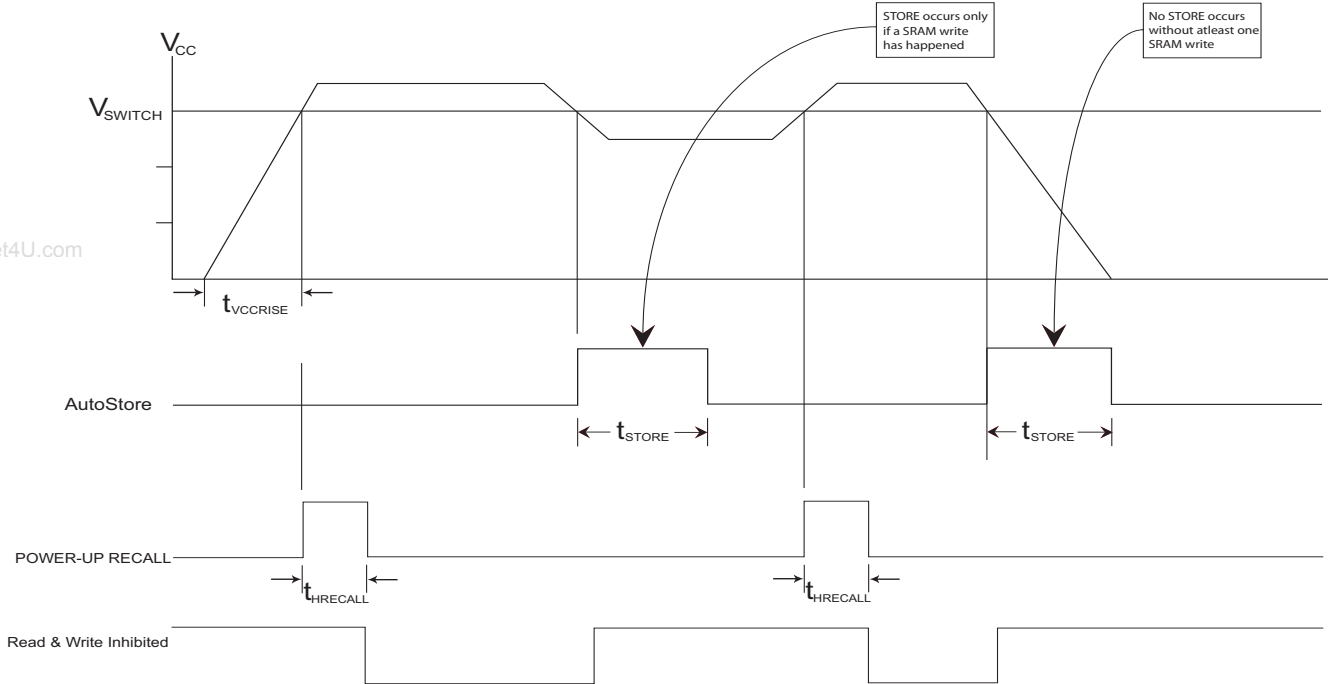 STORE occurs only
if a SRAM write
has happened
No STORE occurs
without atleast one
SRAM write
VCC
VSWITCH
et4U.com
tVCCRISE
AutoStore
tSTORE
tSTORE
POWER-UP RECALL
tHRECALL
tHRECALL
Read & Write Inhibited